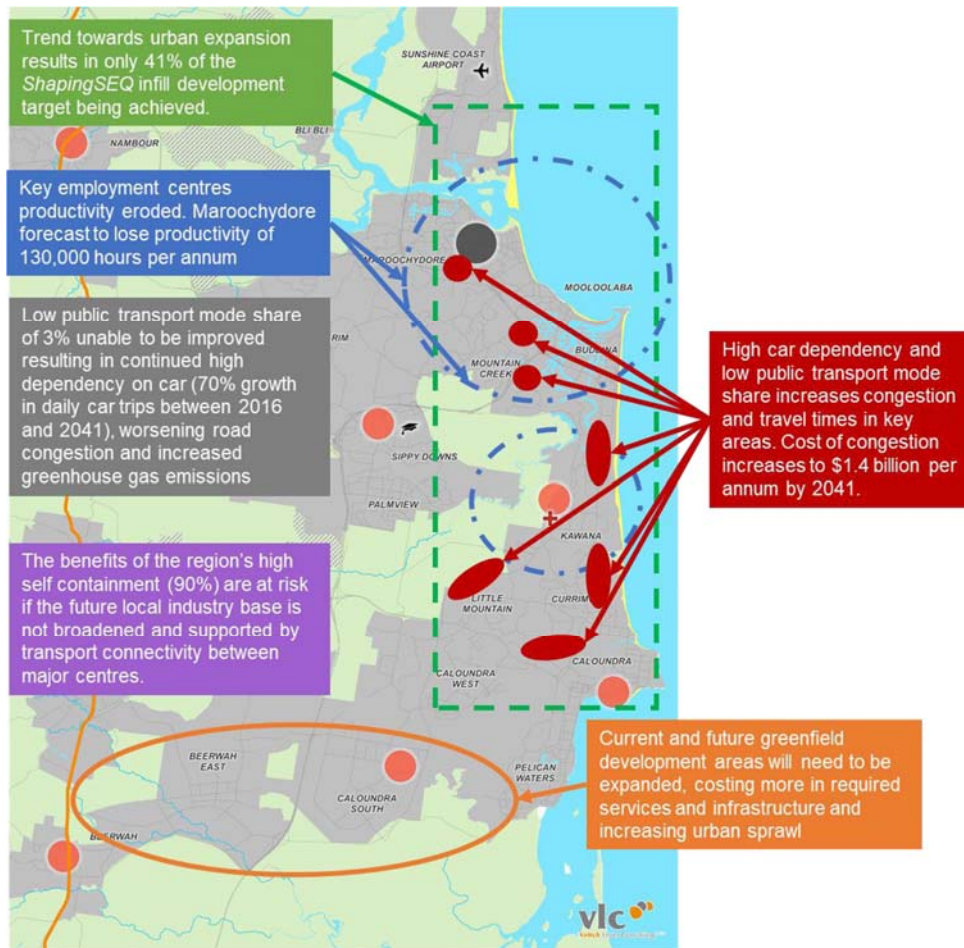 Trend towards urban expansion
results in only 41% of the
ShapingSEQ infill development
target being achieved.
SUNSHINE COAST
AIRPORT
BLI BLI
NAMBOUR
Key employment centres
productivity eroded. Maroochydore
forecast to lose productivity of
130,000 hours per annum
MAROOCHYDORE
MOOLOOLABA
Low public transport mode share
of 3% unable to be improved
resulting in continued high
dependency on car (70% growth
in daily car trips between 2016
and 2041), worsening road
congestion and increased
greenhouse gas emissions
RIM
BUDDINA
MOUNTAIN
CREEK
High car dependency and
low public transport mode
share increases congestion
and travel times in key
areas. Cost of congestion
increases to $1.4 billion per
annum by 2041.
SIPPY DOWNS
PALMVIEW
KAWANA
The benefits of the region's high
self containment (90%) are at risk
if the future local industry base is
not broadened and supported by
transport connectivity between
major centres.
LITTLE
MOUNTAIN
CURRIM
CALOUNDRA
CALOUNDRA
WEST
BEERWAH
EAST
PELICAN
WATERS
CALOUNDRA
SOUTH
BEERWAH
Current and future greenfield
development areas will need to be
expanded, costing more in required
services and infrastructure and
increasing urban sprawl
vlc